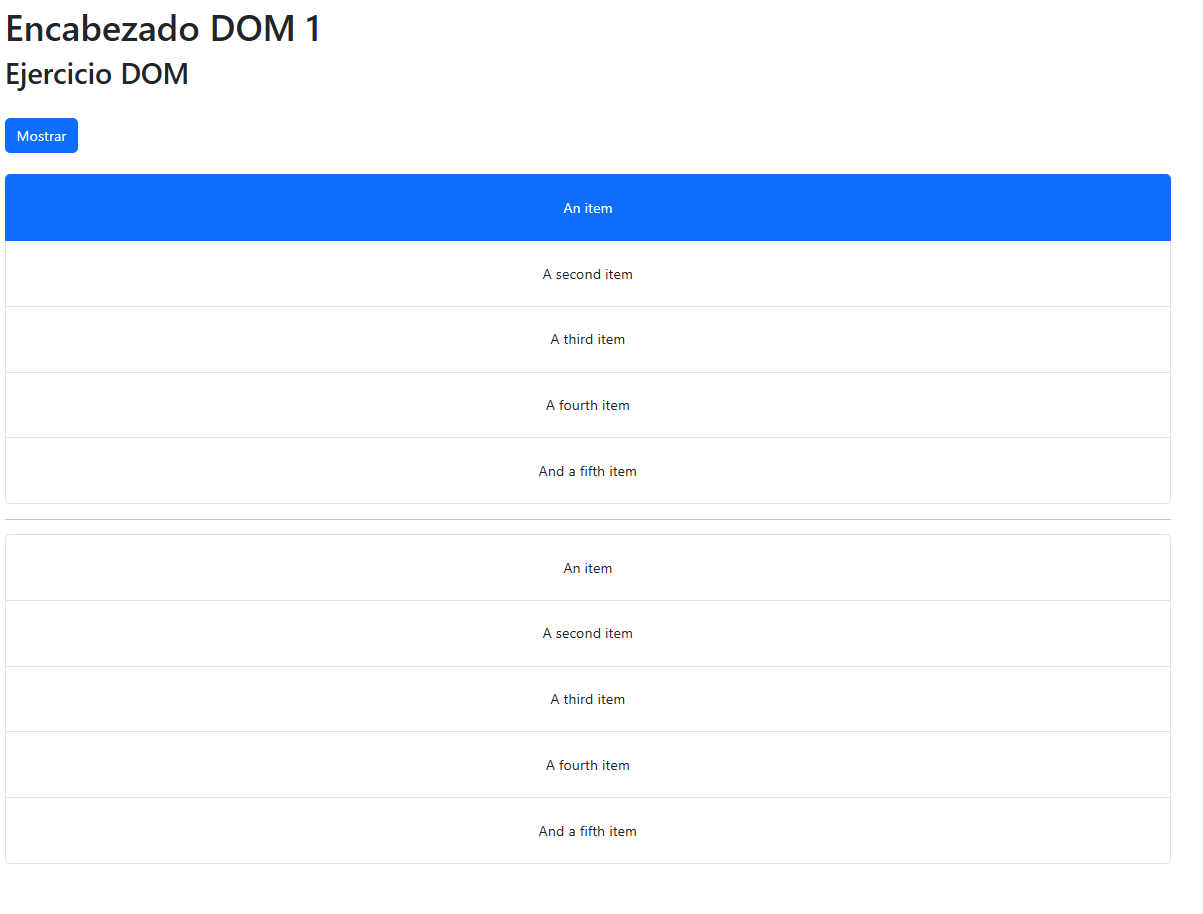 Encabezado DOM 1
Ejercicio DOM
Mostrar
An item
A second item
A third item
A fourth item
And a fifth item
An item
A second item
A third item
A fourth item
And a fifth item